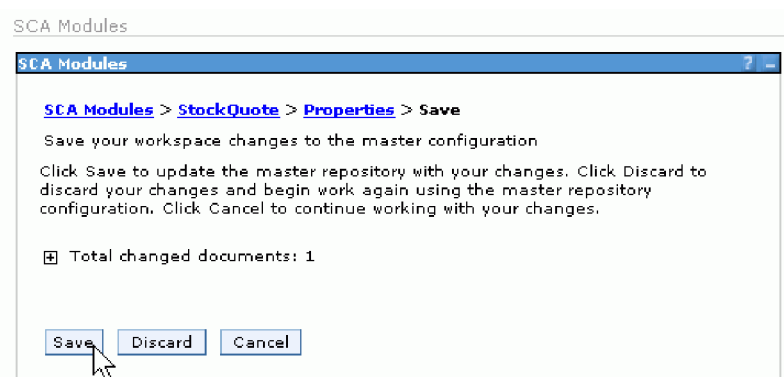 SCA Modules
SCA Modules ? –
SCA Modules > StockQuote > Properties > Save
Save your workspace changes to the master configuration
Click Save to update the master repository with your changes. Click Discard to
discard your changes and begin work again using the master repository
configuration. Click Cancel to continue working with your changes.
Total changed documents: 1
Save Discard Cancel